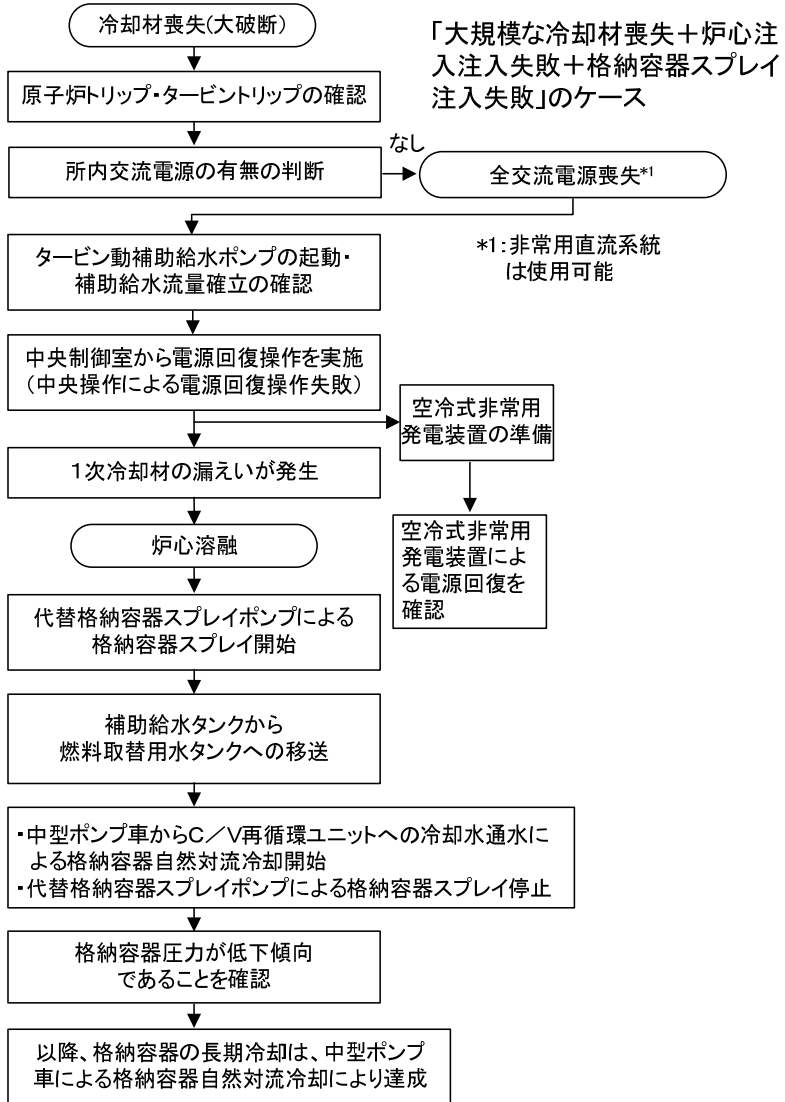 冷却材喪失(大破断)
「大規模な冷却材喪失＋炉心注
入注入失敗＋格納容器スプレイ
注入失敗」のケース
原子炉トリップ・タービントリップの確認
所内交流電源の有無の判断
なし
全交流電源喪失*1
*1:非常用直流系統
は使用可能
タービン動補助給水ポンプの起動・
補助給水流量確立の確認
中央制御室から電源回復操作を実施
(中央操作による電源回復操作失敗)
空冷式非常用
発電装置の準備
1次冷却材の漏えいが発生
空冷式非常用
発電装置によ
る電源回復を
確認
炉心溶融
代替格納容器スプレイポンプによる
格納容器スプレイ開始
補助給水タンクから
燃料取替用水タンクへの移送
・中型ポンプ車からC／V再循環ユニットへの冷却水通水に
よる格納容器自然対流冷却開始
・代替格納容器スプレイポンプによる格納容器スプレイ停止
格納容器圧力が低下傾向
であることを確認
以降、格納容器の長期冷却は、中型ポンプ
車による格納容器自然対流冷却により達成